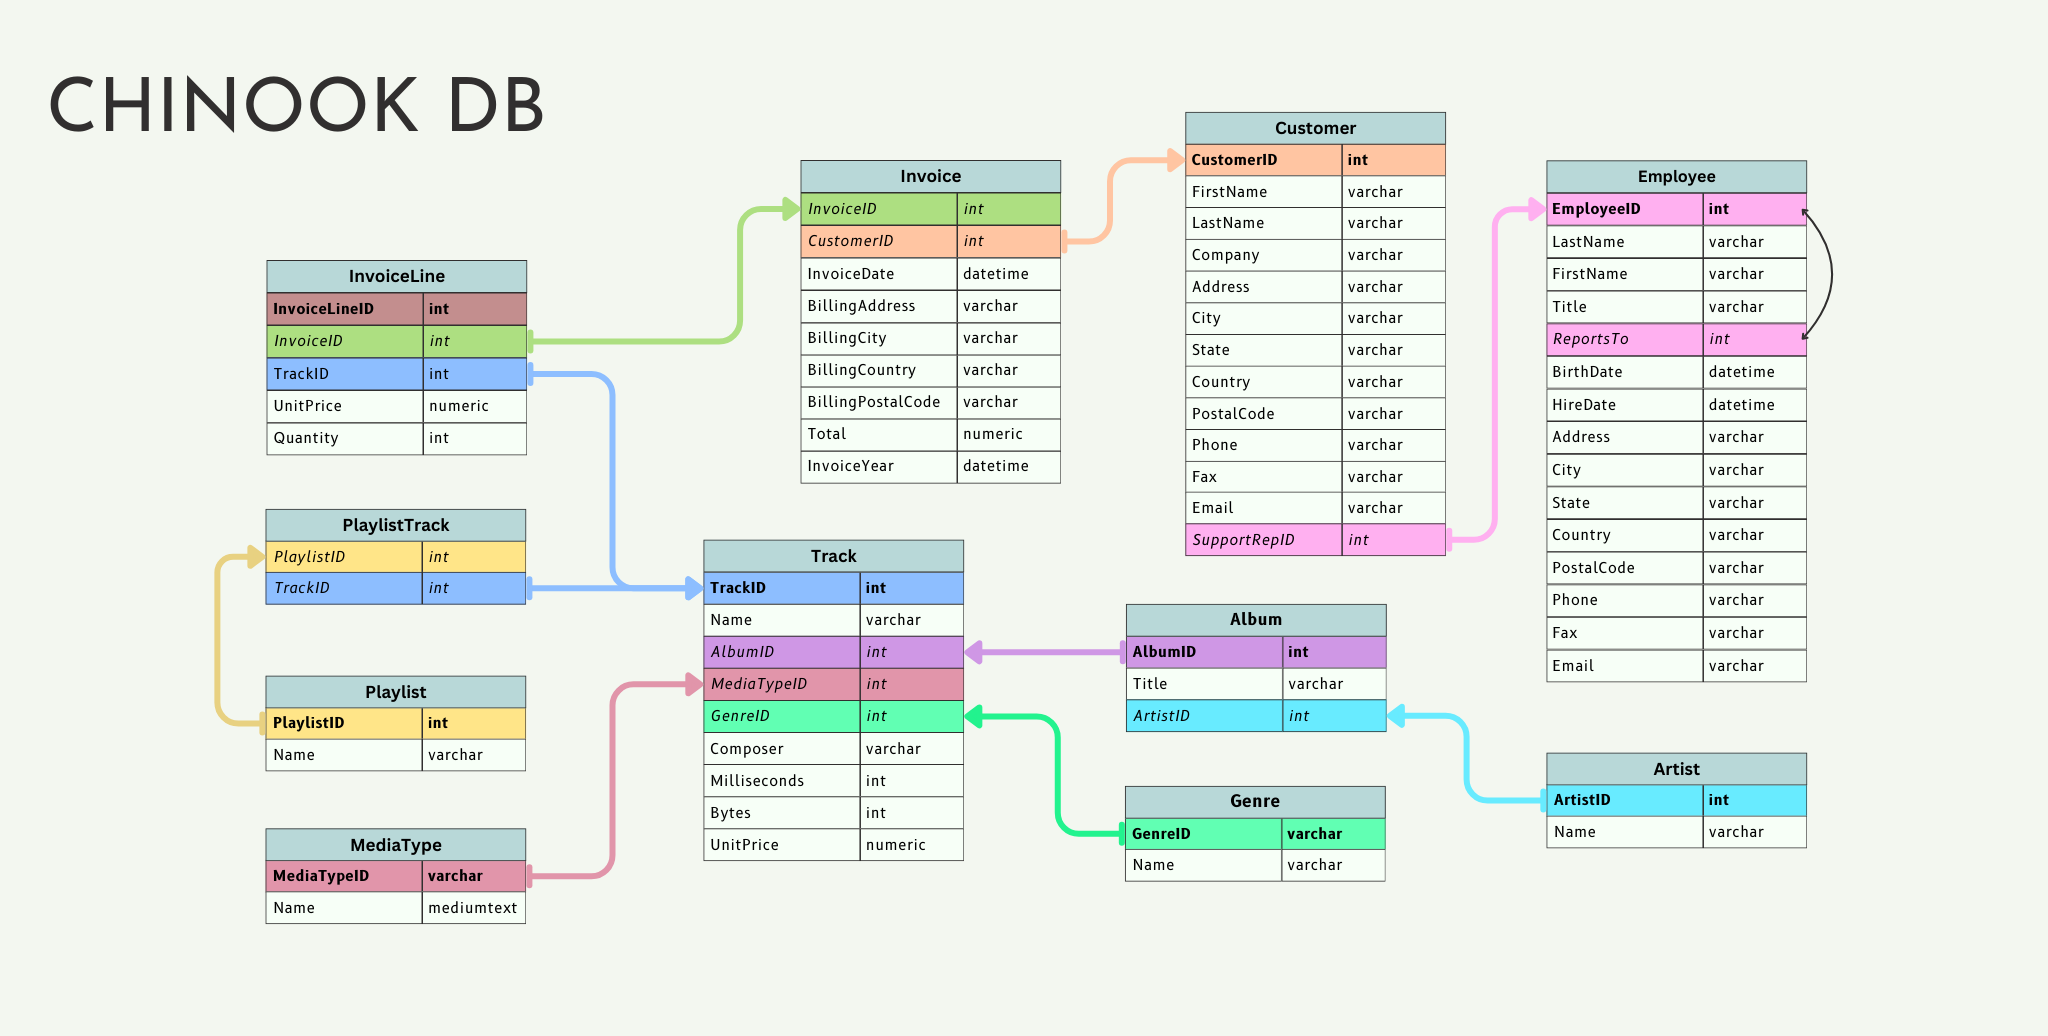 CHINOOK DB
Customer
CustomerID int
FirstName varchar
LastName varchar
Company varchar
Address varchar
City varchar
State varchar
Country varchar
PostalCode varchar
Phone varchar
Fax varchar
Email varchar
SupportRepID int
Invoice
InvoiceID int
CustomerID int
InvoiceDate datetime
BillingAddress varchar
BillingCity varchar
BillingCountry varchar
BillingPostalCode varchar
Total numeric
InvoiceYear datetime
Employee
EmployeeID int
LastName varchar
FirstName varchar
Title varchar
ReportsTo int
BirthDate datetime
HireDate datetime
Address varchar
City varchar
State varchar
Country varchar
PostalCode varchar
Phone varchar
Fax varchar
Email varchar
InvoiceLine
InvoiceLineID int
InvoiceID int
TrackID int
UnitPrice numeric
Quantity int
PlaylistTrack
PlaylistID int
TrackID int
Track
TrackID int
Name varchar
AlbumID int
MediaTypeID int
GenreID int
Composer varchar
Milliseconds int
Bytes int
UnitPrice numeric
Album
AlbumID int
Title varchar
ArtistID int
Playlist
PlaylistID int
Name varchar
Artist
ArtistID int
Name varchar
Genre
GenreID varchar
Name varchar
MediaType
MediaTypeID varchar
Name mediumtext